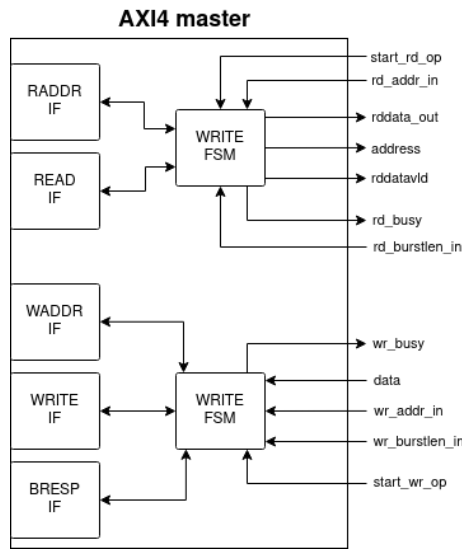 AXI4 master
RADDR
IF
READ
IF
WRITE
FSM
start_rd_op
rd_addr_in
rddata_out
address
rddatavld
rd_busy
rd_burstlen_in
WADDR
IF
WRITE
IF
BRESP
IF
WRITE
FSM
wr_busy
data
wr_addr_in
wr_burstlen_in
start_wr_op